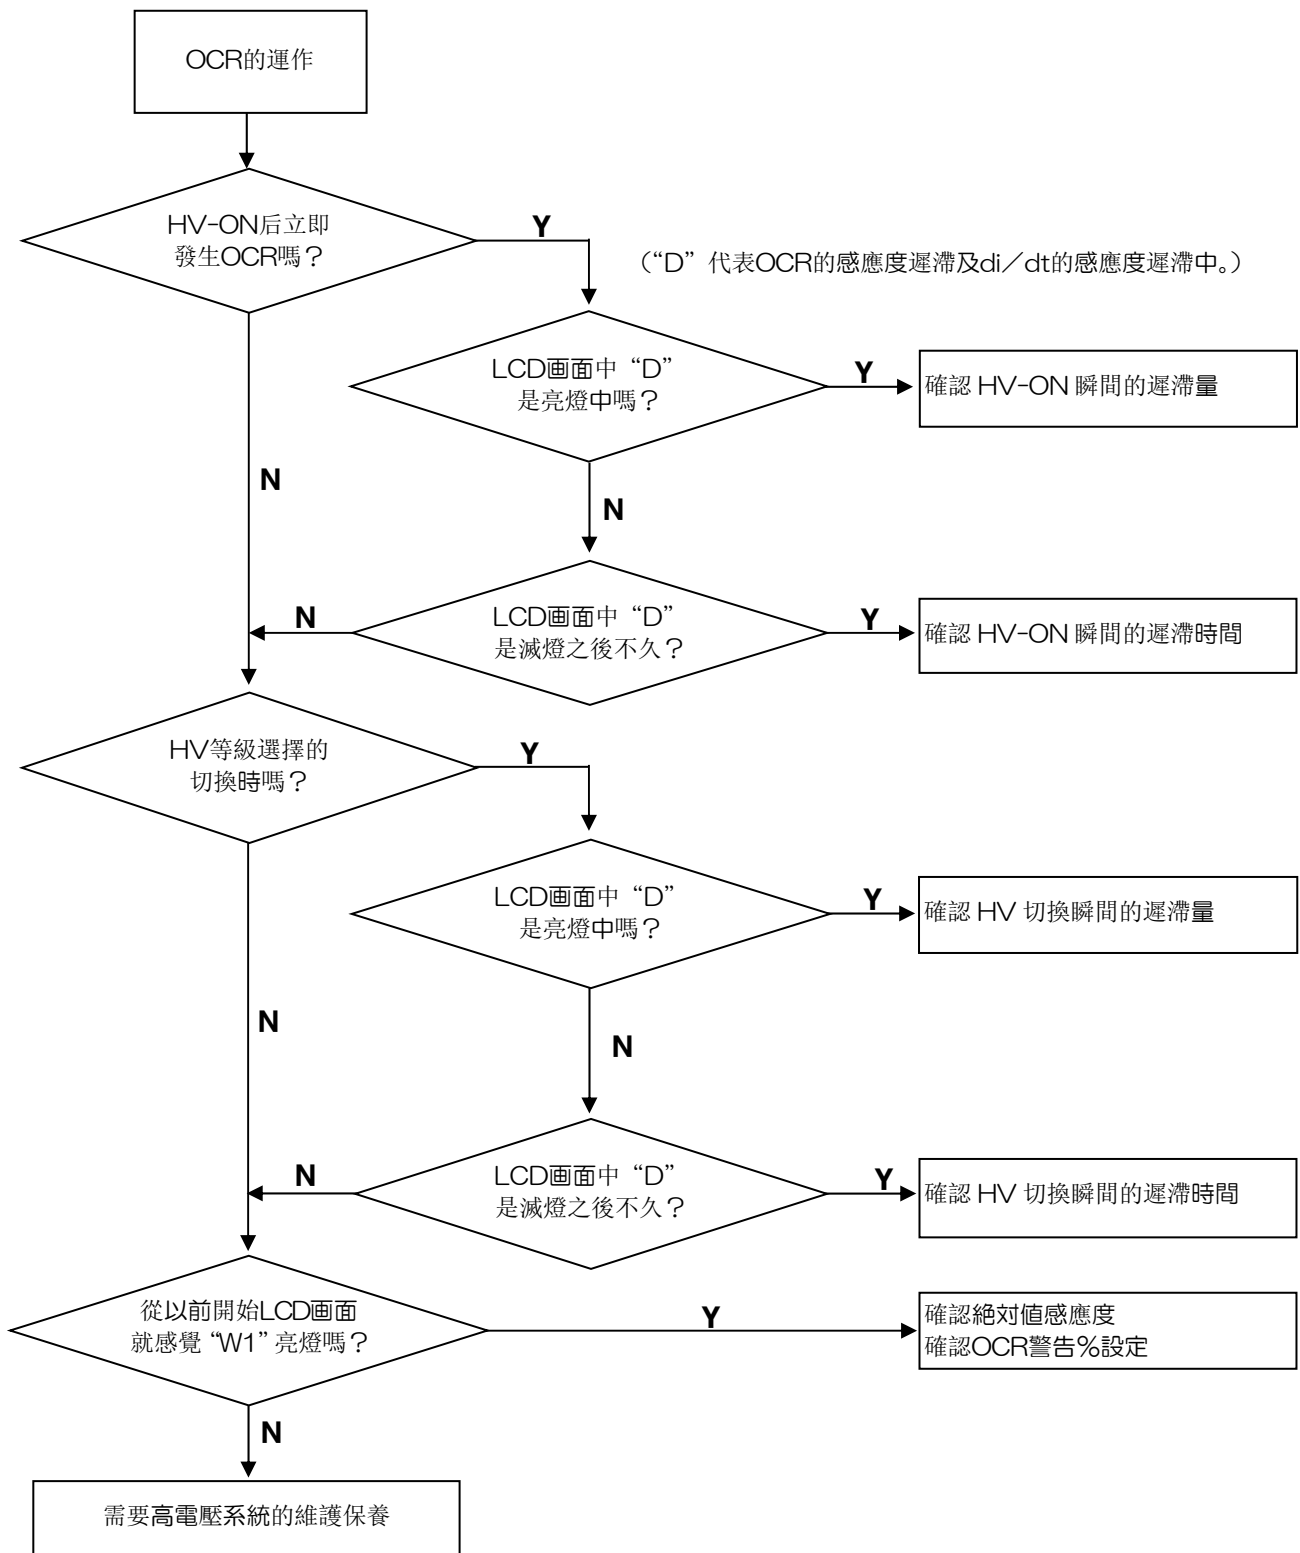 OCR的運作
HV-ON后立即
發生OCR嗎？
Y
（“D”代表OCR的感應度遲滯及di／dt的感應度遲滯中。）
LCD画面中“D”
是亮燈中嗎？
Y
確認 HV-ON 瞬間的遲滯量
N
N
LCD画面中“D”
是滅燈之後不久？
N
Y
確認 HV-ON 瞬間的遲滯時間
HV等級選擇的
切換時嗎？
Y
LCD画面中“D”
是亮燈中嗎？
Y
確認 HV 切換瞬間的遲滯量
N
N
LCD画面中“D”
是滅燈之後不久？
N
Y
確認 HV 切換瞬間的遲滯時間
從以前開始LCD画面
就感覺“W1”亮燈嗎？
Y
確認絶対值感應度
確認OCR警告％設定
N
需要高電壓系統的維護保養